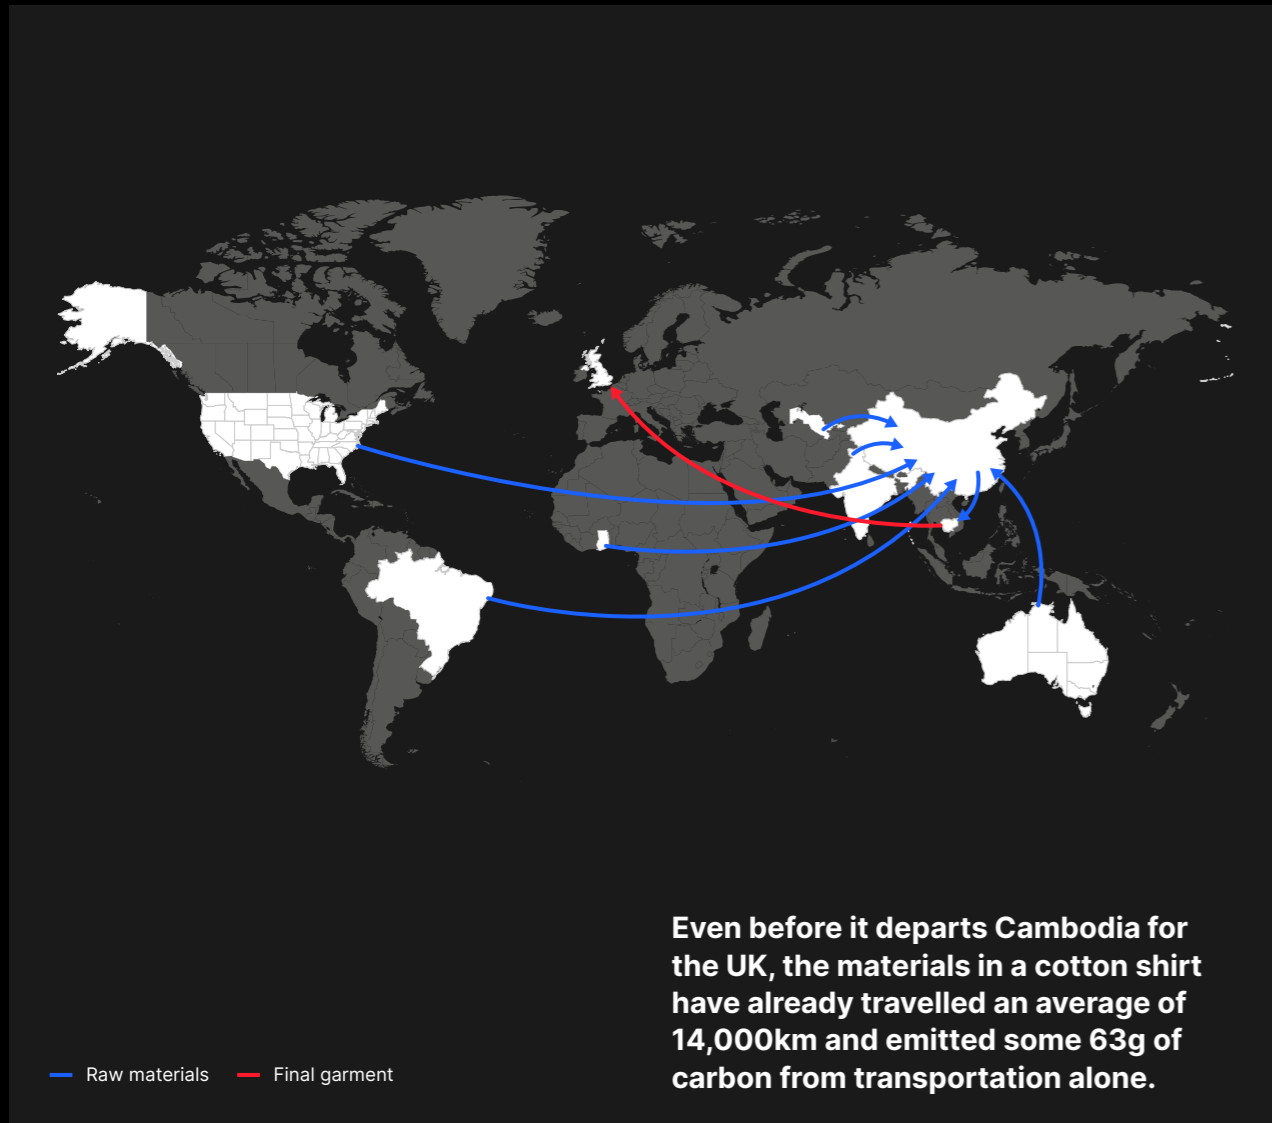 Even before it departs Cambodia for
the UK, the materials in a cotton shirt
have already travelled an average of
14,000km and emitted some 63g of
carbon from transportation alone.
Raw materials
Final garment